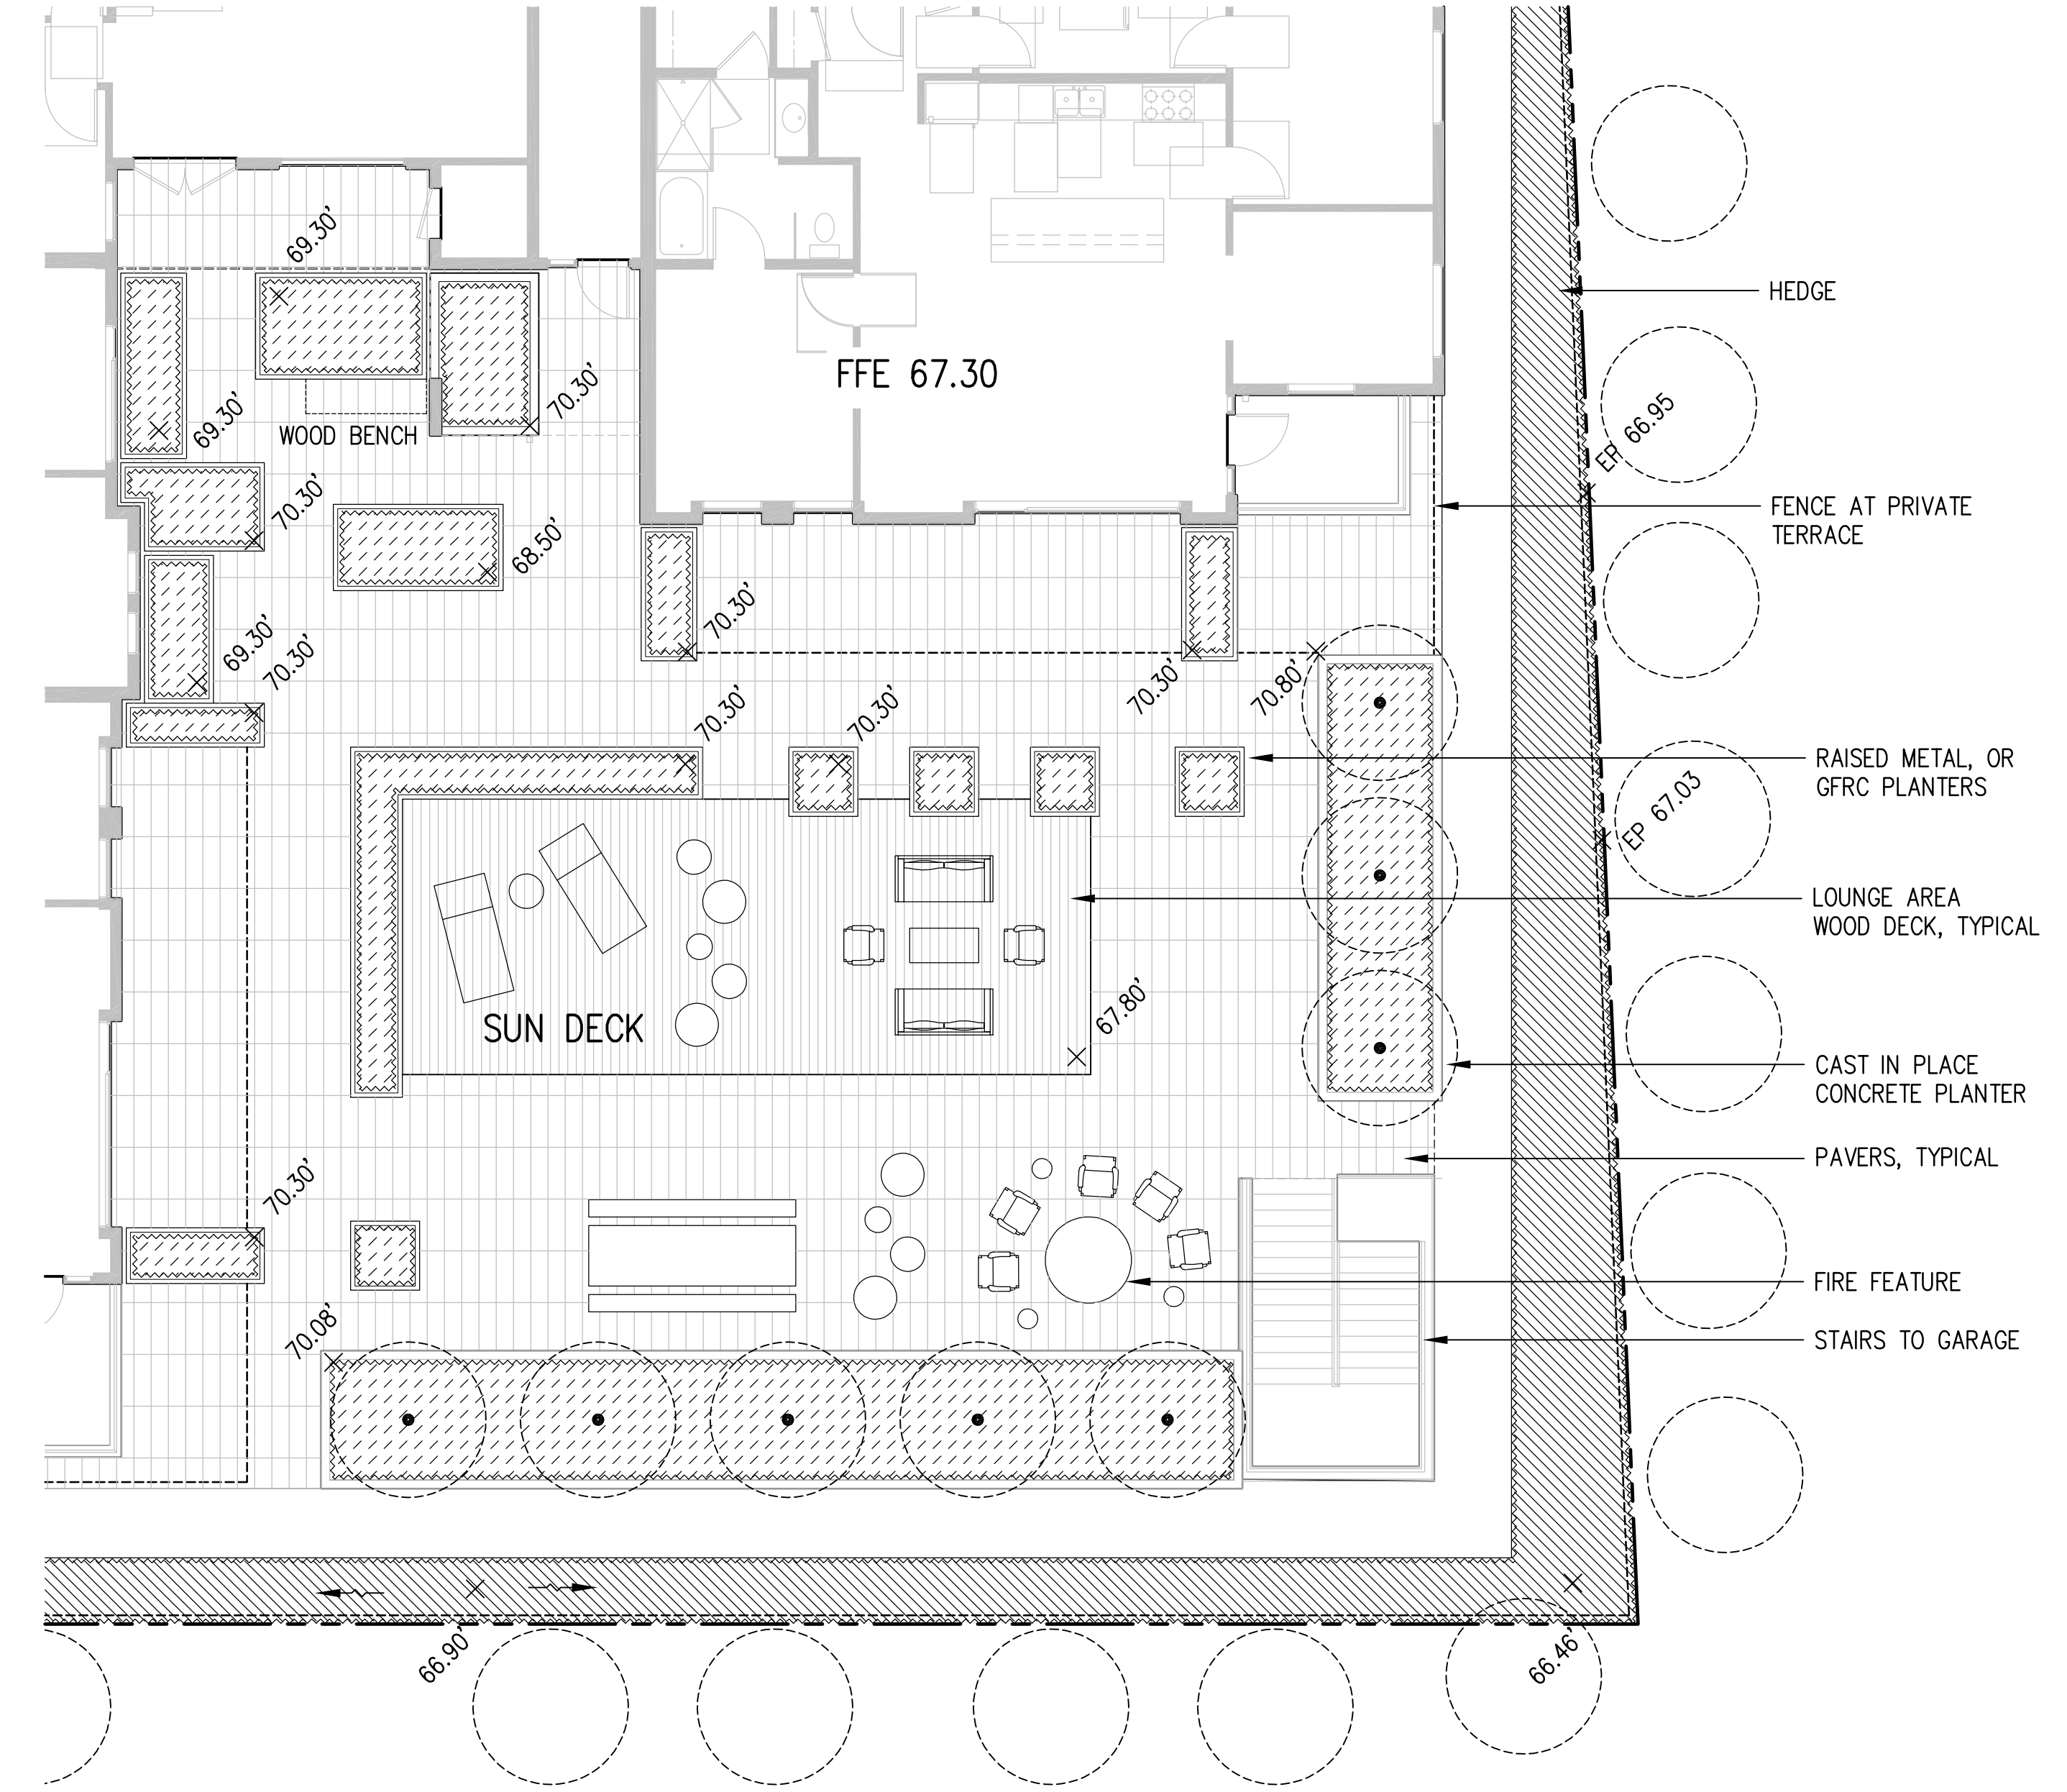 69.30'
HEDGE
FFE 67.30
70.30'
69.30'
WOOD BENCH
EP 66.95
70.30'
68.50'
FENCE AT PRIVATE
TERRACE
70.30'
69.30'
70.30'
70.30'
70.80'
70.30'
70.30'
RAISED METAL, OR
GFRC PLANTERS
EP 67.03
LOUNGE AREA
WOOD DECK, TYPICAL
67.80'
SUN DECK
CAST IN PLACE
CONCRETE PLANTER
PAVERS, TYPICAL
70.30'
FIRE FEATURE
70.08'
STAIRS TO GARAGE
66.90'
66.46'